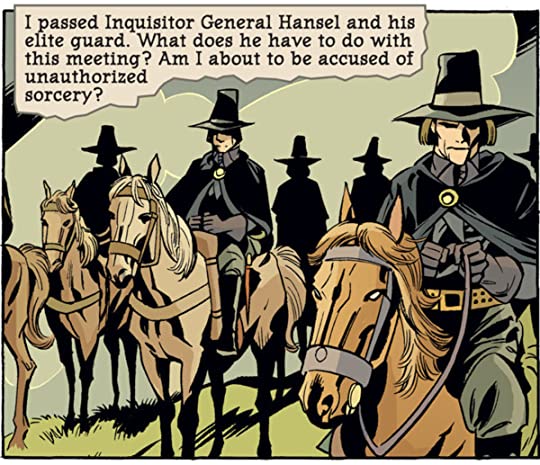 I passed Inquisitor General Hansel and his
elite guard. What does he have to do with
this meeting? Am I about to be accused of
unauthorized
sorcery?